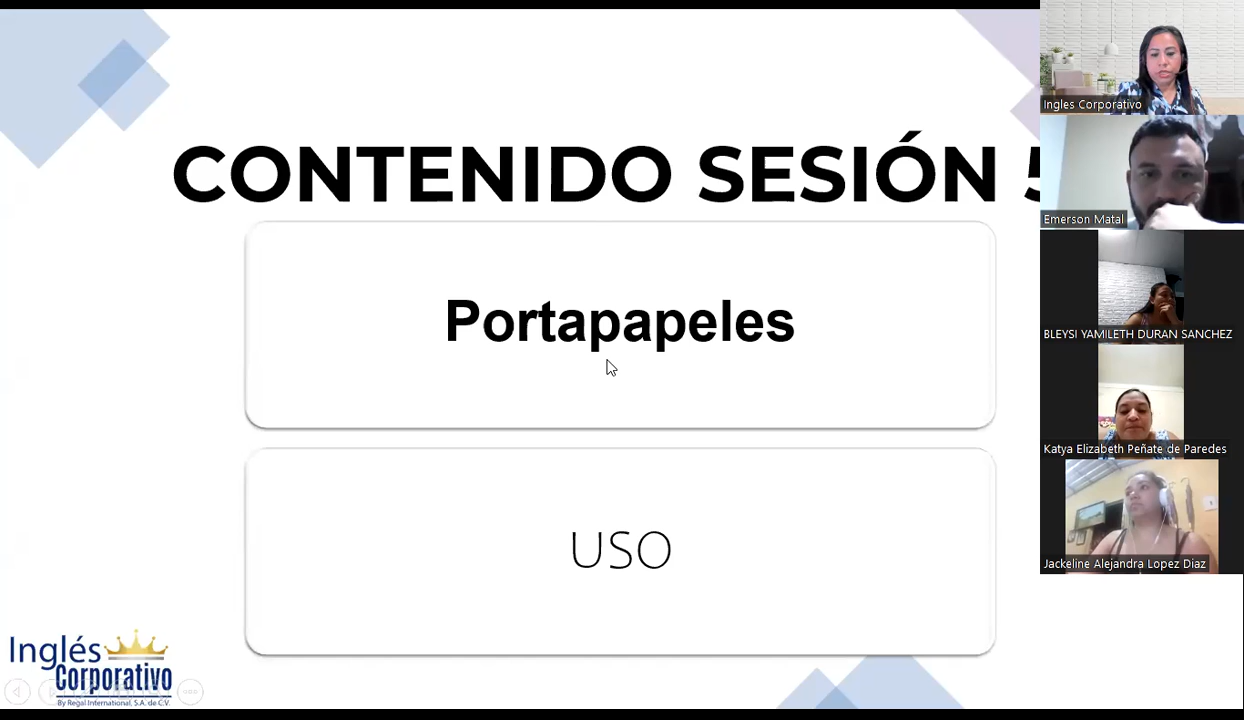 CONTENIDO SESIÓN 5
Portapapeles
USO
Inglés
Corporativo
By Regal International, S.A. de C.V.
Ingles Corporativo
Emerson Matal
BLEYSI YAMILETH DURAN SANCHEZ
Katya Elizabeth Peñate de Paredes
Jackeline Alejandra Lopez Diaz